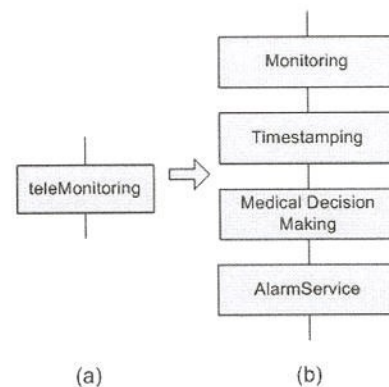 Monitoring
Timestamping
teleMonitoring
Medical Decision
Making
AlarmService
(a)
(b)